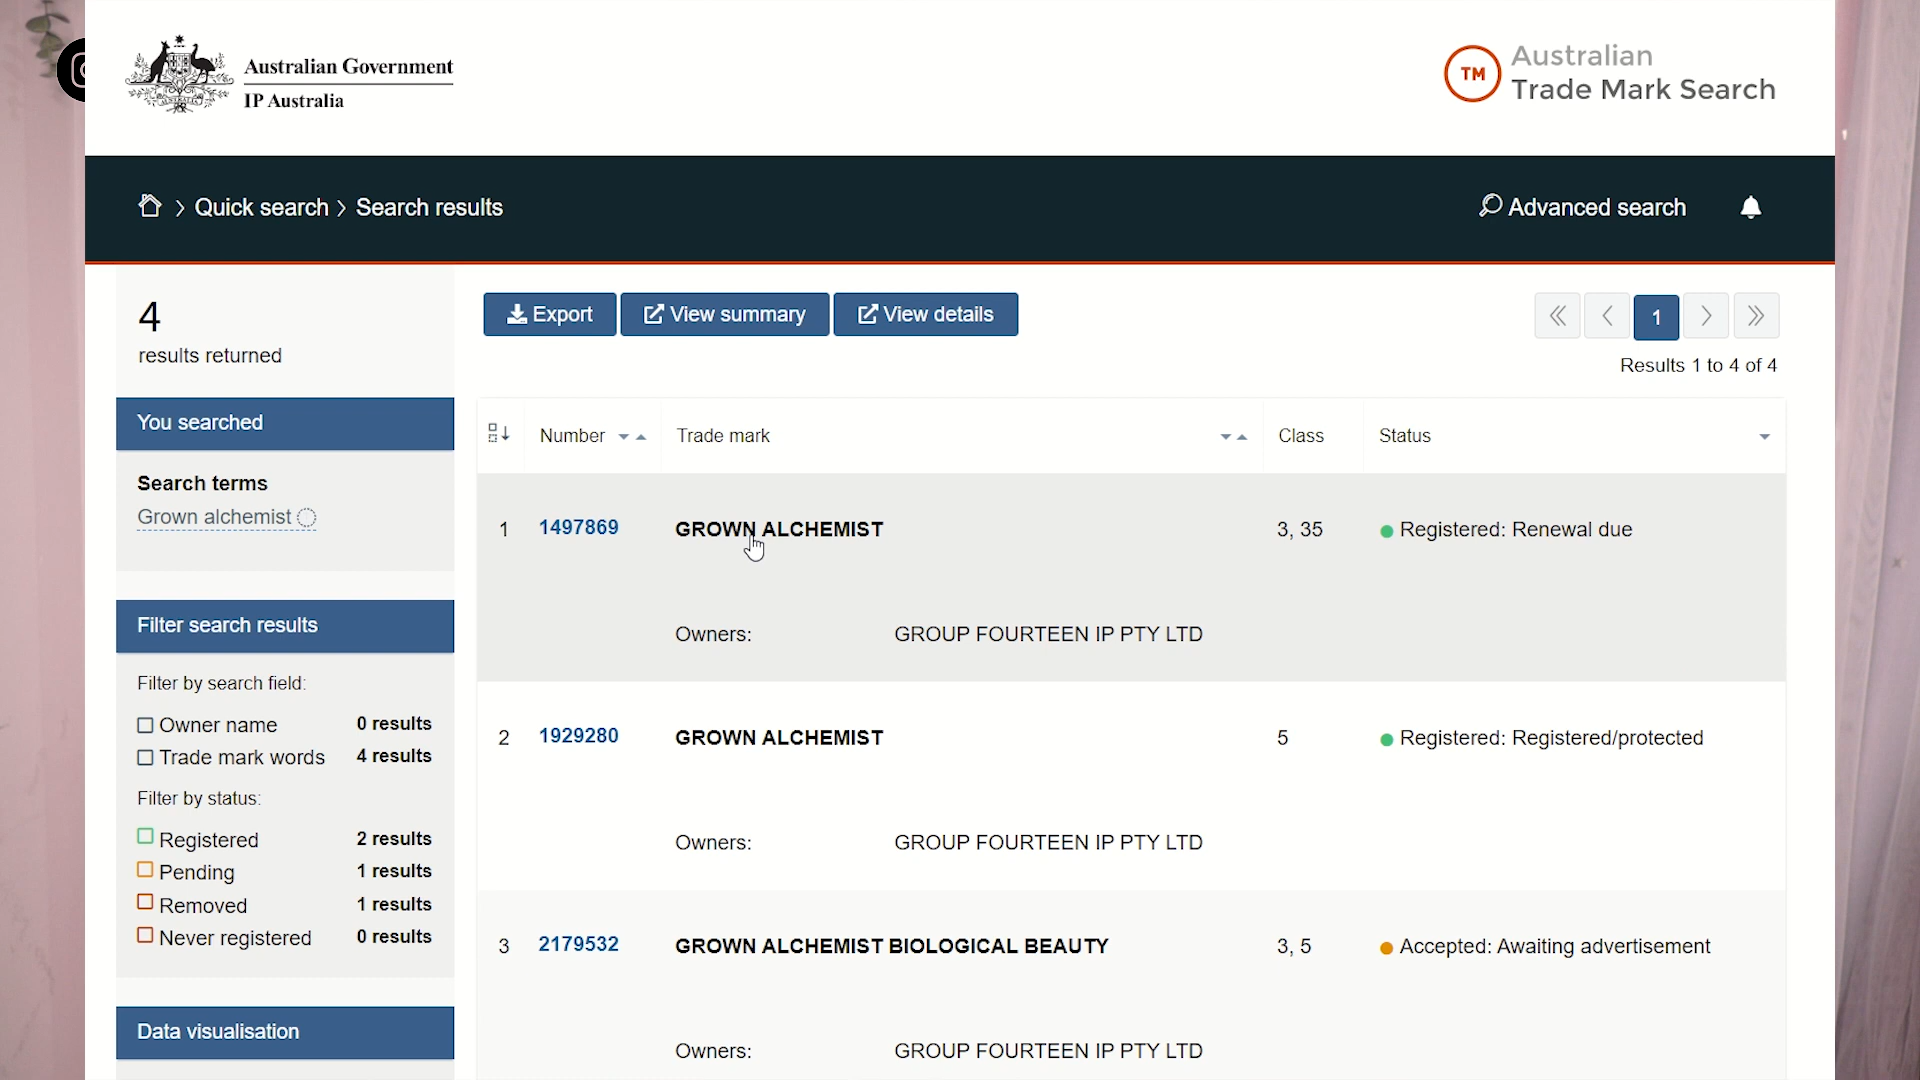 Australian Government
IP Australia
TM
Australian
Trade Mark Search
Quick search > Search results
Advanced search
4
results returned
Export
View summary
View details
1
Results 1 to 4 of 4
You searched
Search terms
Grown alchemist
Filter search results
Filter by search field:
Owner name 0 results
Trade mark words 4 results
Filter by status:
Registered 2 results
Pending 1 results
Removed 1 results
Never registered 0 results
Data visualisation
Number Trade mark Class Status
1 1497869 GROWN ALCHEMIST 3, 35 Registered: Renewal due
Owners: GROUP FOURTEEN IP PTY LTD
2 1929280 GROWN ALCHEMIST 5 Registered: Registered/protected
Owners: GROUP FOURTEEN IP PTY LTD
3 2179532 GROWN ALCHEMIST BIOLOGICAL BEAUTY 3, 5 Accepted: Awaiting advertisement
Owners: GROUP FOURTEEN IP PTY LTD